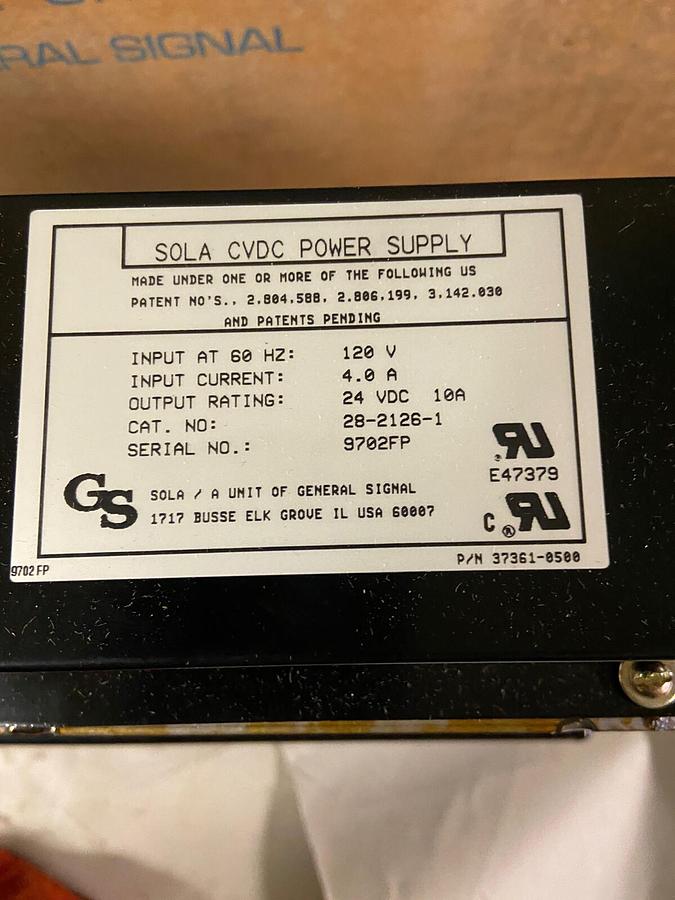 RAL SIGNAL
SOLA CVDC POWER SUPPLY
MADE UNDER ONE OR MORE OF THE FOLLOWING US
PATENT NO'S., 2.804,588, 2.806,199, 3,142.030
AND PATENTS PENDING
INPUT AT 60 HZ: 120 V
INPUT CURRENT: 4.0 A
OUTPUT RATING: 24 VDC 10A
CAT. NO: 28-2126-1
SERIAL NO.: 9702FP
E47379
GS SOLA / A UNIT OF GENERAL SIGNAL
1717 BUSSE ELK GROVE IL USA 60007
C ®
P/N 37361-0500
9702 FP